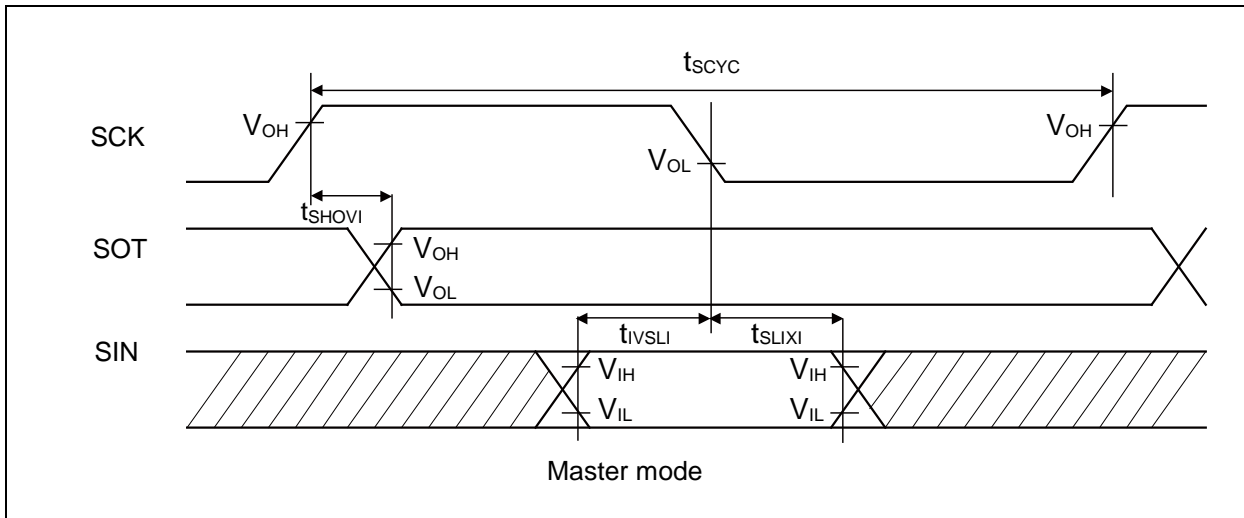 tSCYC
SCK
VOH
VOL
VOH
tSHOVI
SOT
VOH
VOL
tIVSLI
tSLIXI
SIN
VIH
VIL
VIH
VIL
Master mode